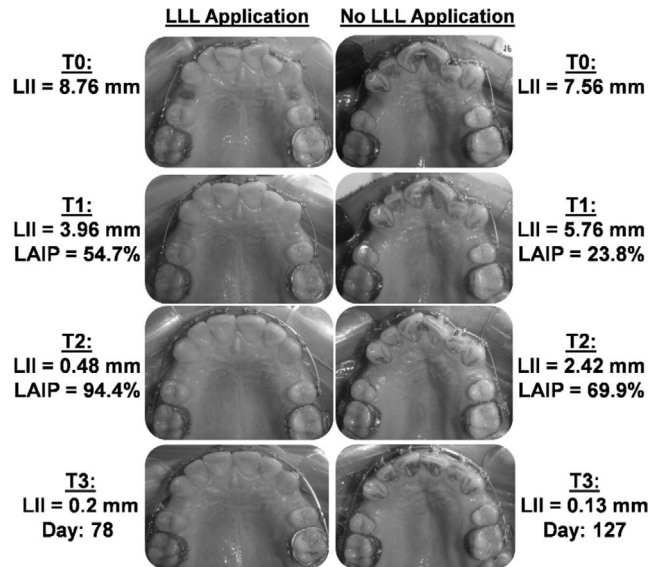 LLL Application
No LLL Application
T0:
LII = 8.76 mm
T0:
LII = 7.56 mm
T1:
LII = 3.96 mm
LAIP = 54.7%
T1:
LII = 5.76 mm
LAIP = 23.8%
T2:
LII = 0.48 mm
LAIP = 94.4%
T2:
LII = 2.42 mm
LAIP = 69.9%
T3:
LII = 0.2 mm
Day: 78
T3:
LII = 0.13 mm
Day: 127